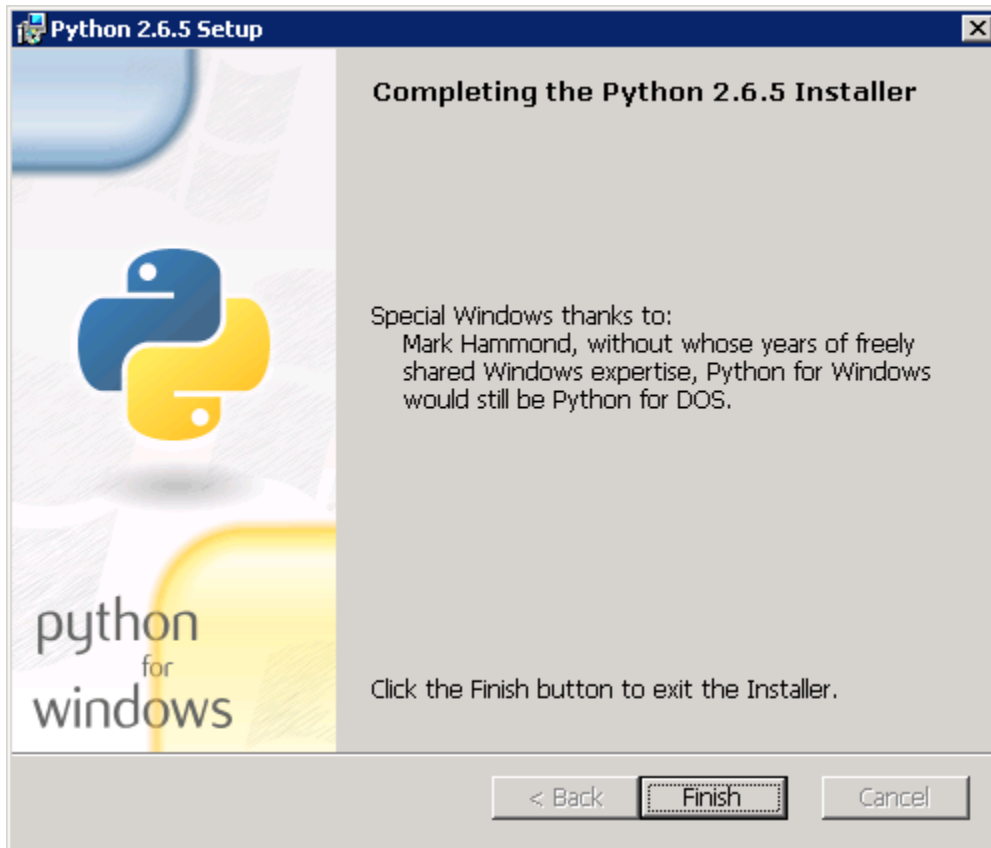 Python 2.6.5 Setup
Completing the Python 2.6.5 Installer
Special Windows thanks to:
Mark Hammond, without whose years of freely
shared Windows expertise, Python for Windows
would still be Python for DOS.
python
for
windows
Click the Finish button to exit the Installer.
< Back
Finish
Cancel